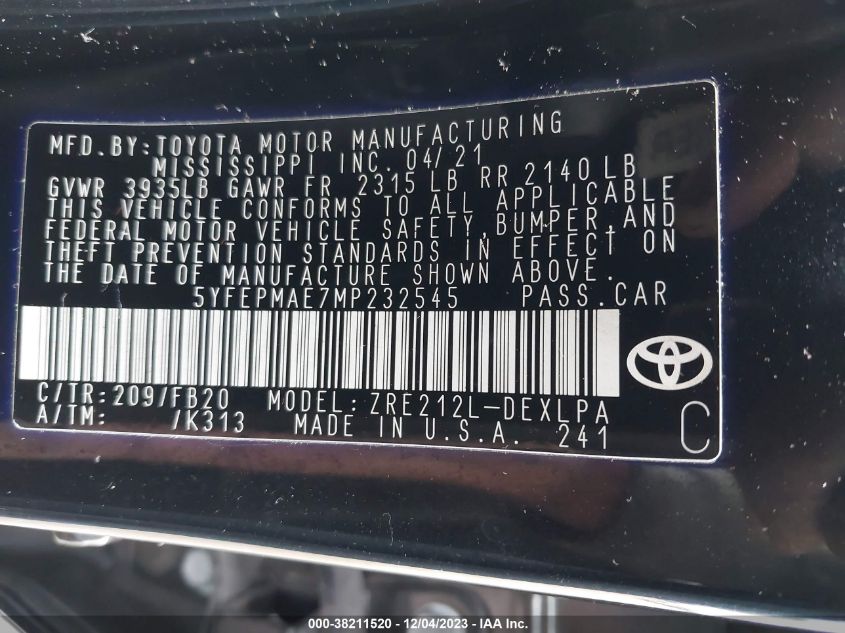 MFD. BY: TOYOTA MOTOR MANUFACTURING
MISSISSIPPI INC. 04/21
GVWR 3935LB GAWR FR 2315 LB RR 2140 LB
THIS VEHICLE CONFORMS TO ALL APPLICABLE
FEDERAL MOTOR VEHICLE SAFETY, BUMPER, AND
THEFT PREVENTION STANDARDS IN EFFECT ON
THE DATE OF MANUFACTURE SHOWN ABOVE.
5YFEPMAE7MP232545 PASS. CAR
C/TR: 209/FB20 MODEL: ZRE212L-DEXLPA
A/TM: /K313 MADE IN U.S.A. 241
C
000-38211520 - 12/04/2023 - IAA Inc.